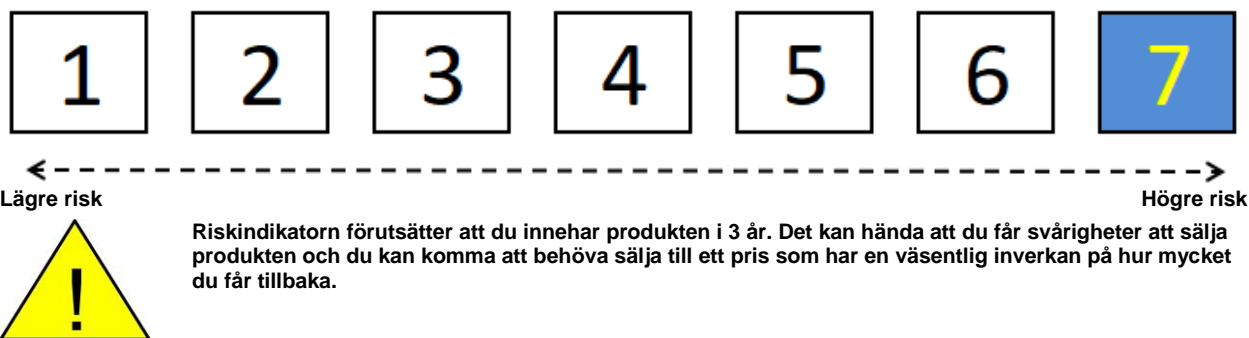 1 2 3 4 5 6 7
Lägre risk Högre risk
Riskindikatorn förutsätter att du innehar produkten i 3 år. Det kan hända att du får svårigheter att sälja
produkten och du kan komma att behöva sälja till ett pris som har en väsentlig inverkan på hur mycket
du får tillbaka.
!